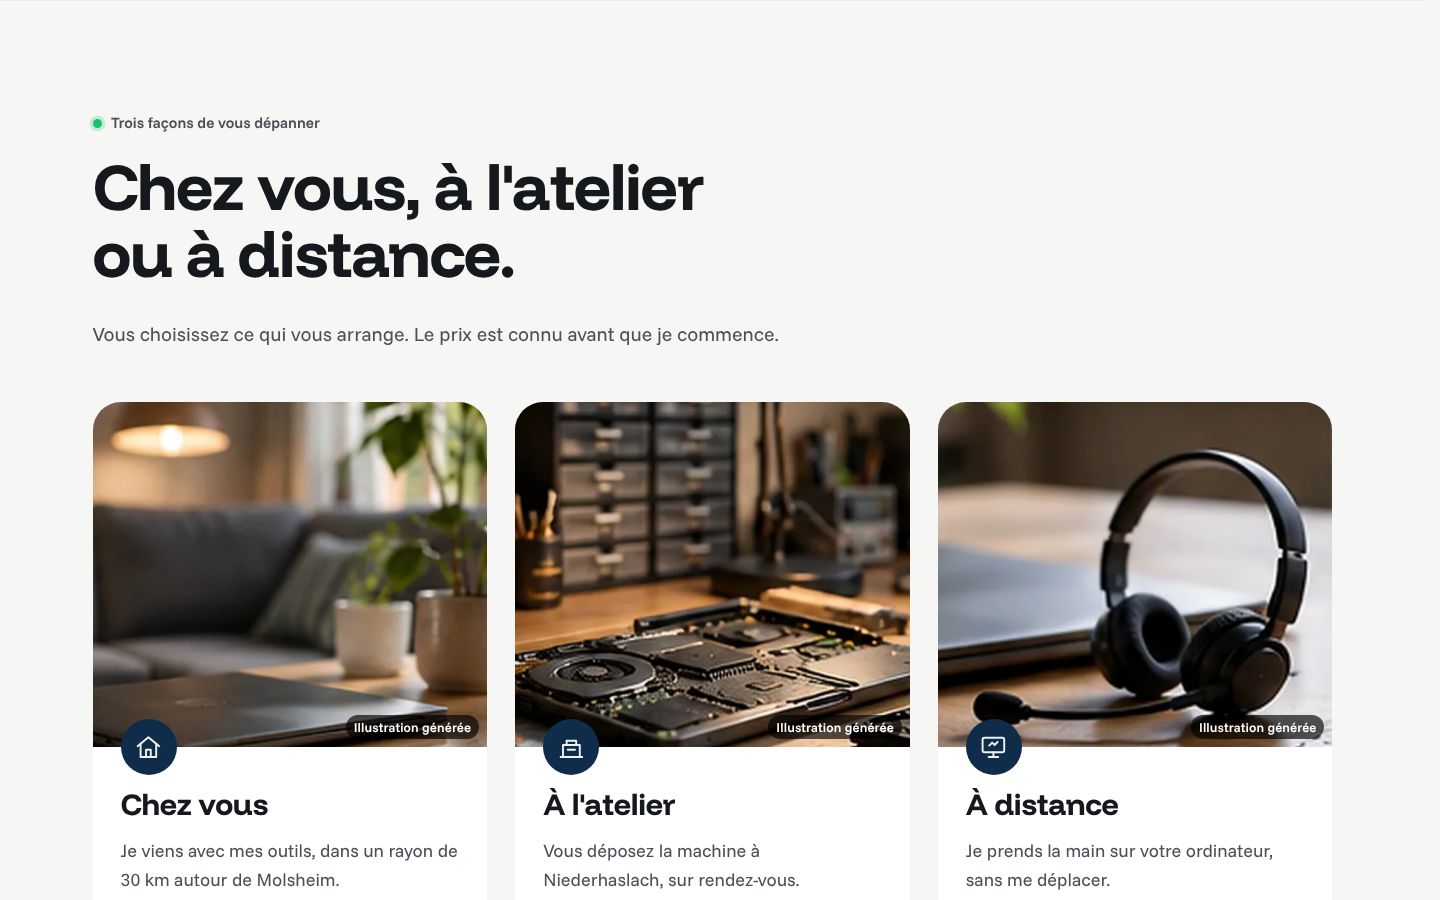 Trois façons de vous dépanner
Chez vous, à l'atelier
ou à distance.
Vous choisissez ce qui vous arrange. Le prix est connu avant que je commence.
Illustration générée
Illustration générée
Illustration générée
Chez vous
Je viens avec mes outils, dans un rayon de
30 km autour de Molsheim.
À l'atelier
Vous déposez la machine à
Niederhaslach, sur rendez-vous.
À distance
Je prends la main sur votre ordinateur,
sans me déplacer.